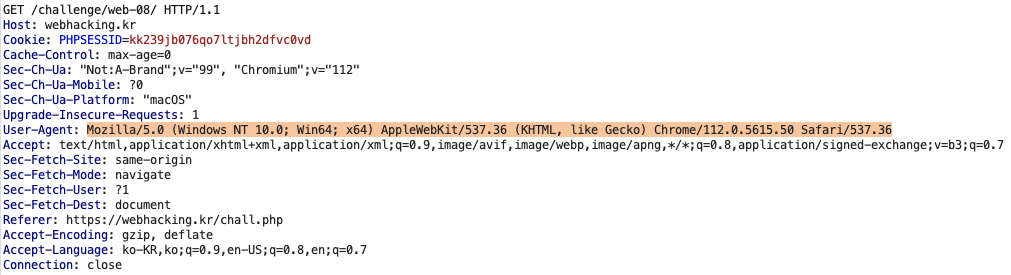 GET /challenge/web-08/ HTTP/1.1
Host: webhacking.kr
Cookie: PHPSESSID=kk239jb076qo7ltjbh2dfvc0vd
Cache-Control: max-age=0
Sec-Ch-Ua: "Not:A-Brand";v="99", "Chromium";v="112"
Sec-Ch-Ua-Mobile: ?0
Sec-Ch-Ua-Platform: "macOS"
Upgrade-Insecure-Requests: 1
User-Agent: Mozilla/5.0 (Windows NT 10.0; Win64; x64) AppleWebKit/537.36 (KHTML, like Gecko) Chrome/112.0.5615.50 Safari/537.36
Accept: text/html,application/xhtml+xml,application/xml;q=0.9,image/avif,image/webp,image/apng,*/*;q=0.8,application/signed-exchange;v=b3;q=0.7
Sec-Fetch-Site: same-origin
Sec-Fetch-Mode: navigate
Sec-Fetch-User: ?1
Sec-Fetch-Dest: document
Referer: https://webhacking.kr/chall.php
Accept-Encoding: gzip, deflate
Accept-Language: ko-KR,ko;q=0.9,en-US;q=0.8,en;q=0.7
Connection: close